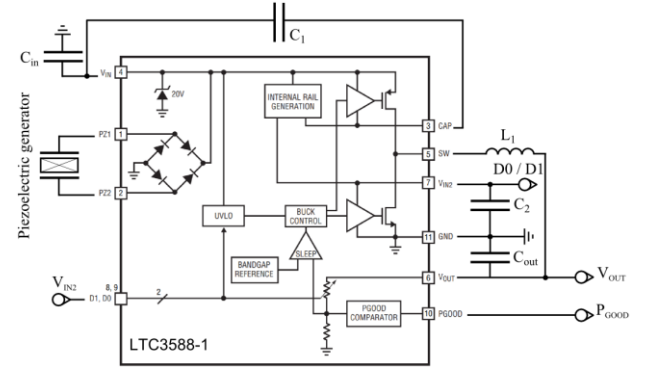 C1
Cin
VIN
4
20V
INTERNAL RAIL
GENERATION
3
CAP
Piezoelectric generator
PZ1
1
L1
5
SW
D0 / D1
7
VIN2
PZ2
2
C2
UVLO
BUCK
CONTROL
11
GND
SLEEP
Cout
BANDGAP
REFERENCE
VIN2
8, 9
D1, D0
2
6
VOUT
VOUT
PGOOD
COMPARATOR
10
PGOOD
PGOOD
LTC3588-1